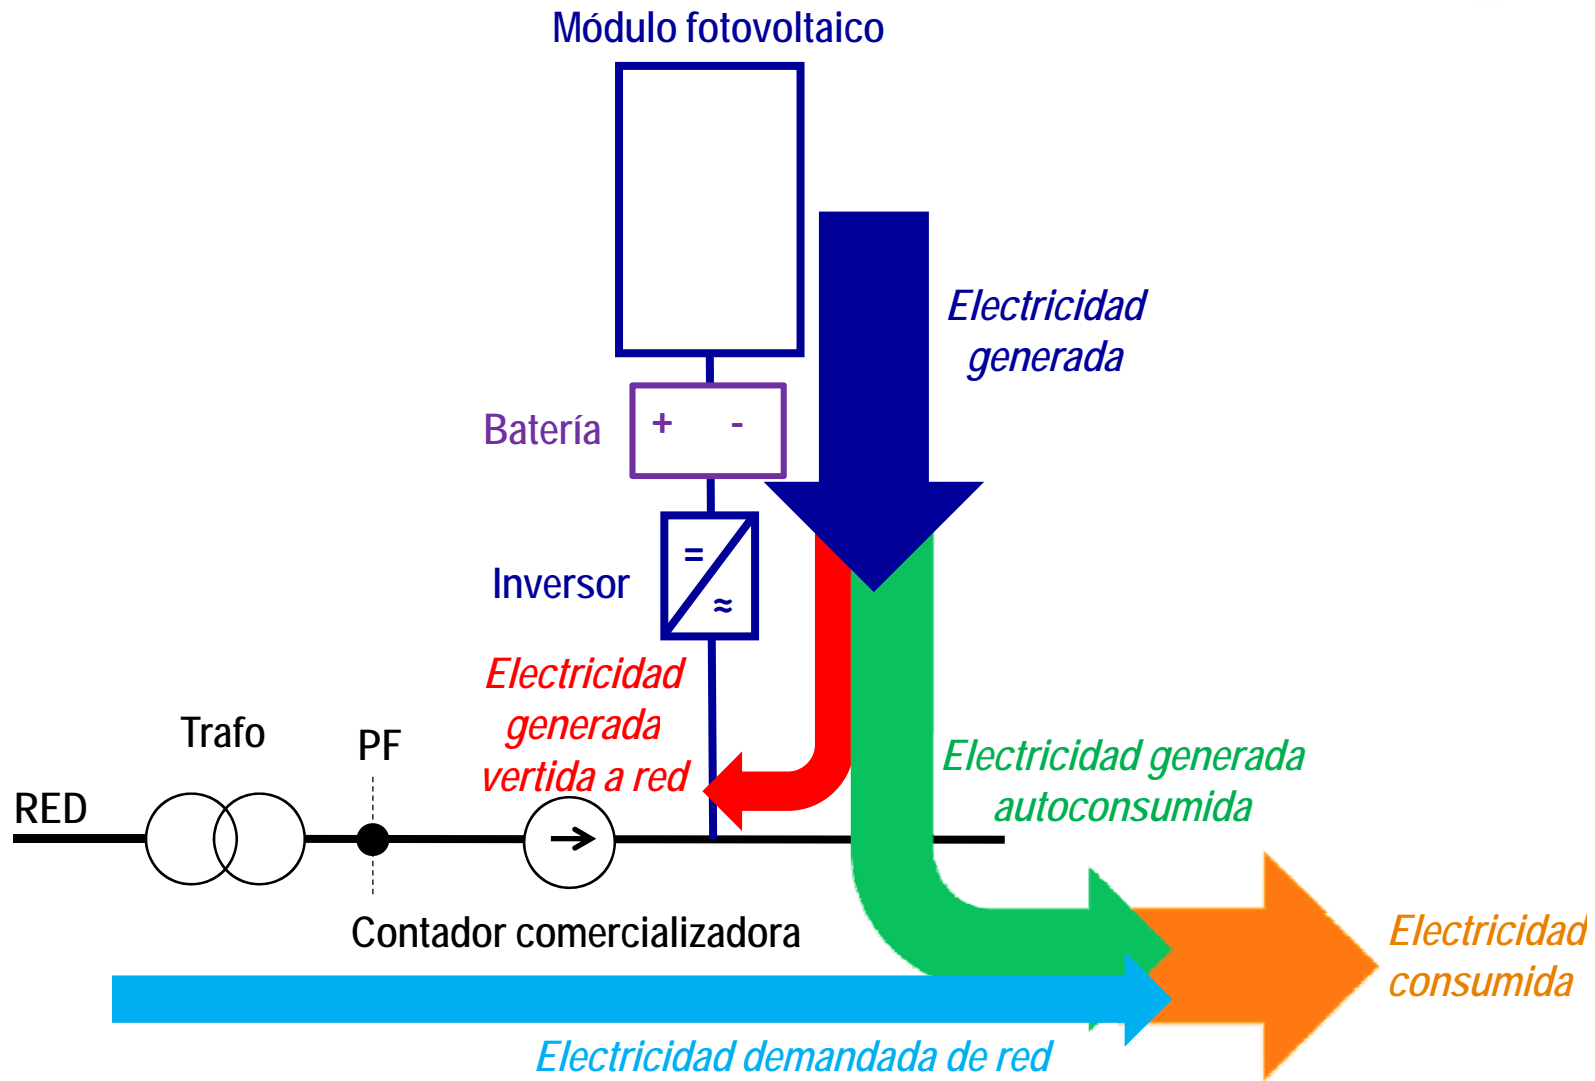 Módulo fotovoltaico
Electricidad
generada
Batería
+ -
=
≈
Inversor
Electricidad
generada
vertida a red
Trafo
PF
RED
Electricidad generada
autoconsumida
Contador comercializadora
Electricidad
consumida
Electricidad demandada de red